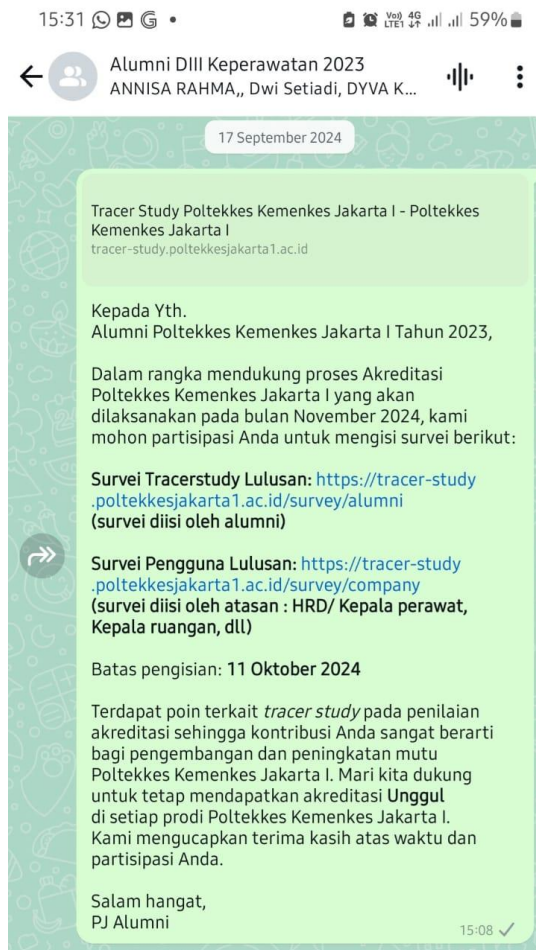 15:31
Vo)) 4G
LTE1
59%
Alumni DIII Keperawatan 2023
ANNISA RAHMA,, Dwi Setiadi, DYVA K...
17 September 2024
Tracer Study Poltekkes Kemenkes Jakarta I - Poltekkes
Kemenkes Jakarta I
tracer-study.poltekkesjakarta1.ac.id
Kepada Yth.
Alumni Poltekkes Kemenkes Jakarta I Tahun 2023,
Dalam rangka mendukung proses Akreditasi
Poltekkes Kemenkes Jakarta I yang akan
dilaksanakan pada bulan November 2024, kami
mohon partisipasi Anda untuk mengisi survei berikut:
Survei Tracerstudy Lulusan: https://tracer-study
.poltekkesjakarta1.ac.id/survey/alumni
(survei diisi oleh alumni)
Survei Pengguna Lulusan: https://tracer-study
.poltekkesjakarta1.ac.id/survey/company
(survei diisi oleh atasan : HRD/ Kepala perawat,
Kepala ruangan, dll)
Batas pengisian: 11 Oktober 2024
Terdapat poin terkait tracer study pada penilaian
akreditasi sehingga kontribusi Anda sangat berarti
bagi pengembangan dan peningkatan mutu
Poltekkes Kemenkes Jakarta I. Mari kita dukung
untuk tetap mendapatkan akreditasi Unggul
di setiap prodi Poltekkes Kemenkes Jakarta I.
Kami mengucapkan terima kasih atas waktu dan
partisipasi Anda.
Salam hangat,
PJ Alumni
15:08